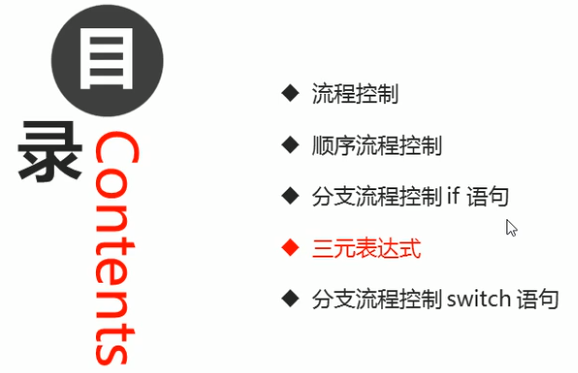 目
录
Contents
流程控制
顺序流程控制
分支流程控制 if 语句
三元表达式
分支流程控制 switch 语句